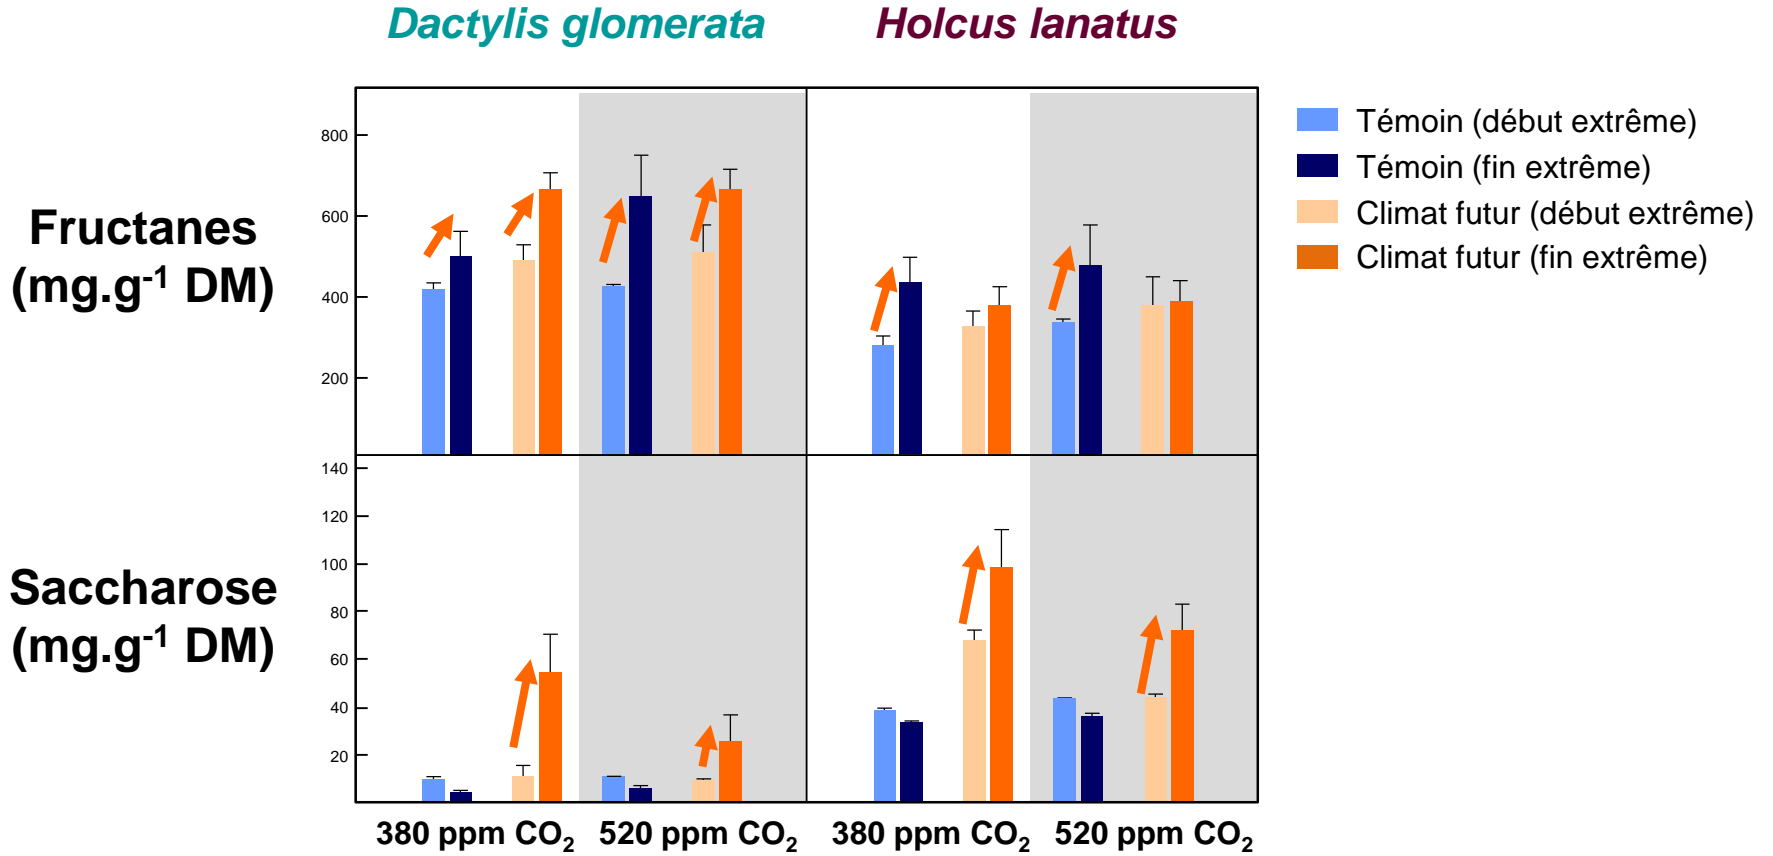 Dactylis glomerata
Holcus lanatus
Fructanes
(mg.g⁻¹ DM)
800
600
400
200
Témoin (début extrême)
Témoin (fin extrême)
Climat futur (début extrême)
Climat futur (fin extrême)
Saccharose
(mg.g⁻¹ DM)
140
120
100
80
60
40
20
380 ppm CO₂
520 ppm CO₂
380 ppm CO₂
520 ppm CO₂